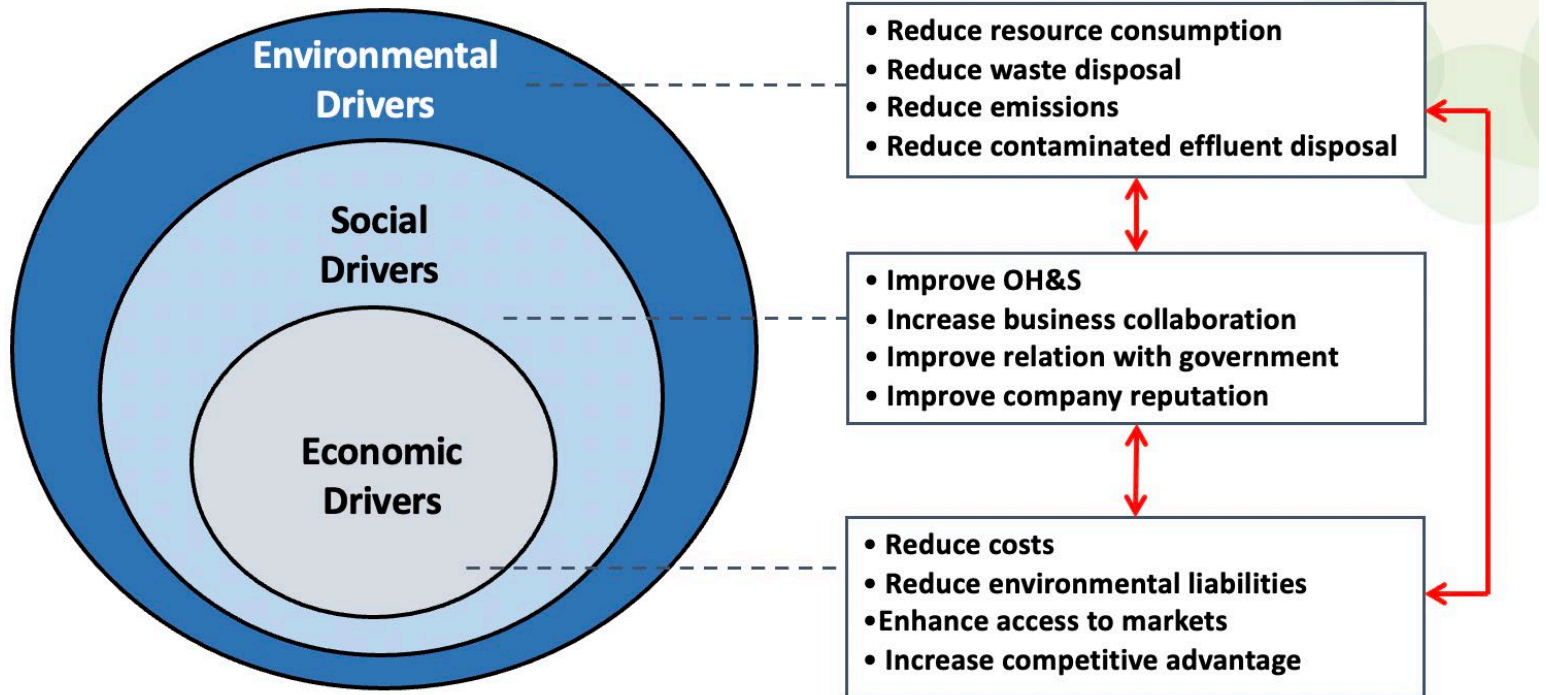 Environmental
Drivers
Social
Drivers
Economic
Drivers
• Reduce resource consumption
• Reduce waste disposal
• Reduce emissions
• Reduce contaminated effluent disposal
• Improve OH&S
• Increase business collaboration
• Improve relation with government
• Improve company reputation
• Reduce costs
• Reduce environmental liabilities
•Enhance access to markets
• Increase competitive advantage